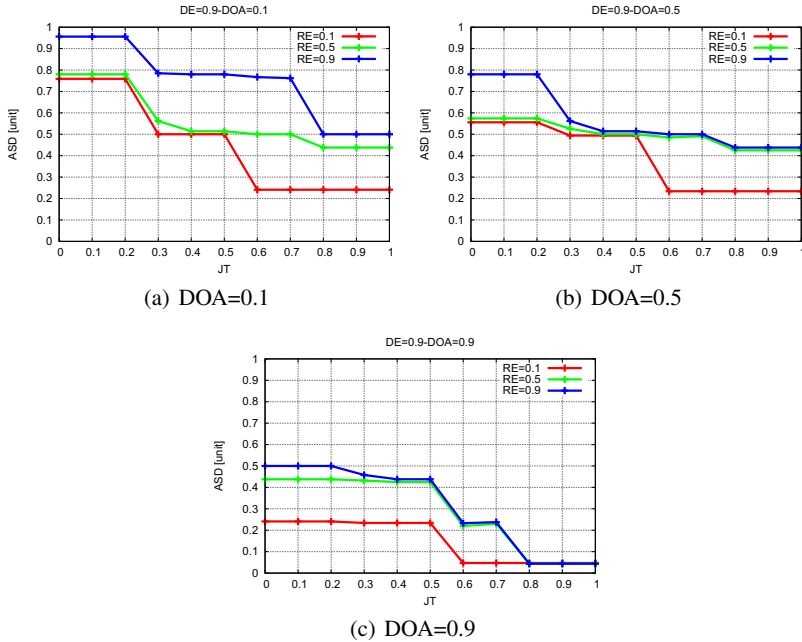 DE=0.9-DOA=0.1
ASD [unit]
1
0.9
0.8
0.7
0.6
0.5
0.4
0.3
0.2
0.1
0
RE=0.1
RE=0.5
RE=0.9
0 0.1 0.2 0.3 0.4 0.5 0.6 0.7 0.8 0.9 1
JT
(a) DOA=0.1
DE=0.9-DOA=0.5
ASD [unit]
1
0.9
0.8
0.7
0.6
0.5
0.4
0.3
0.2
0.1
0
RE=0.1
RE=0.5
RE=0.9
0 0.1 0.2 0.3 0.4 0.5 0.6 0.7 0.8 0.9 1
JT
(b) DOA=0.5
DE=0.9-DOA=0.9
ASD [unit]
1
0.9
0.8
0.7
0.6
0.5
0.4
0.3
0.2
0.1
0
RE=0.1
RE=0.5
RE=0.9
0 0.1 0.2 0.3 0.4 0.5 0.6 0.7 0.8 0.9 1
JT
(c) DOA=0.9